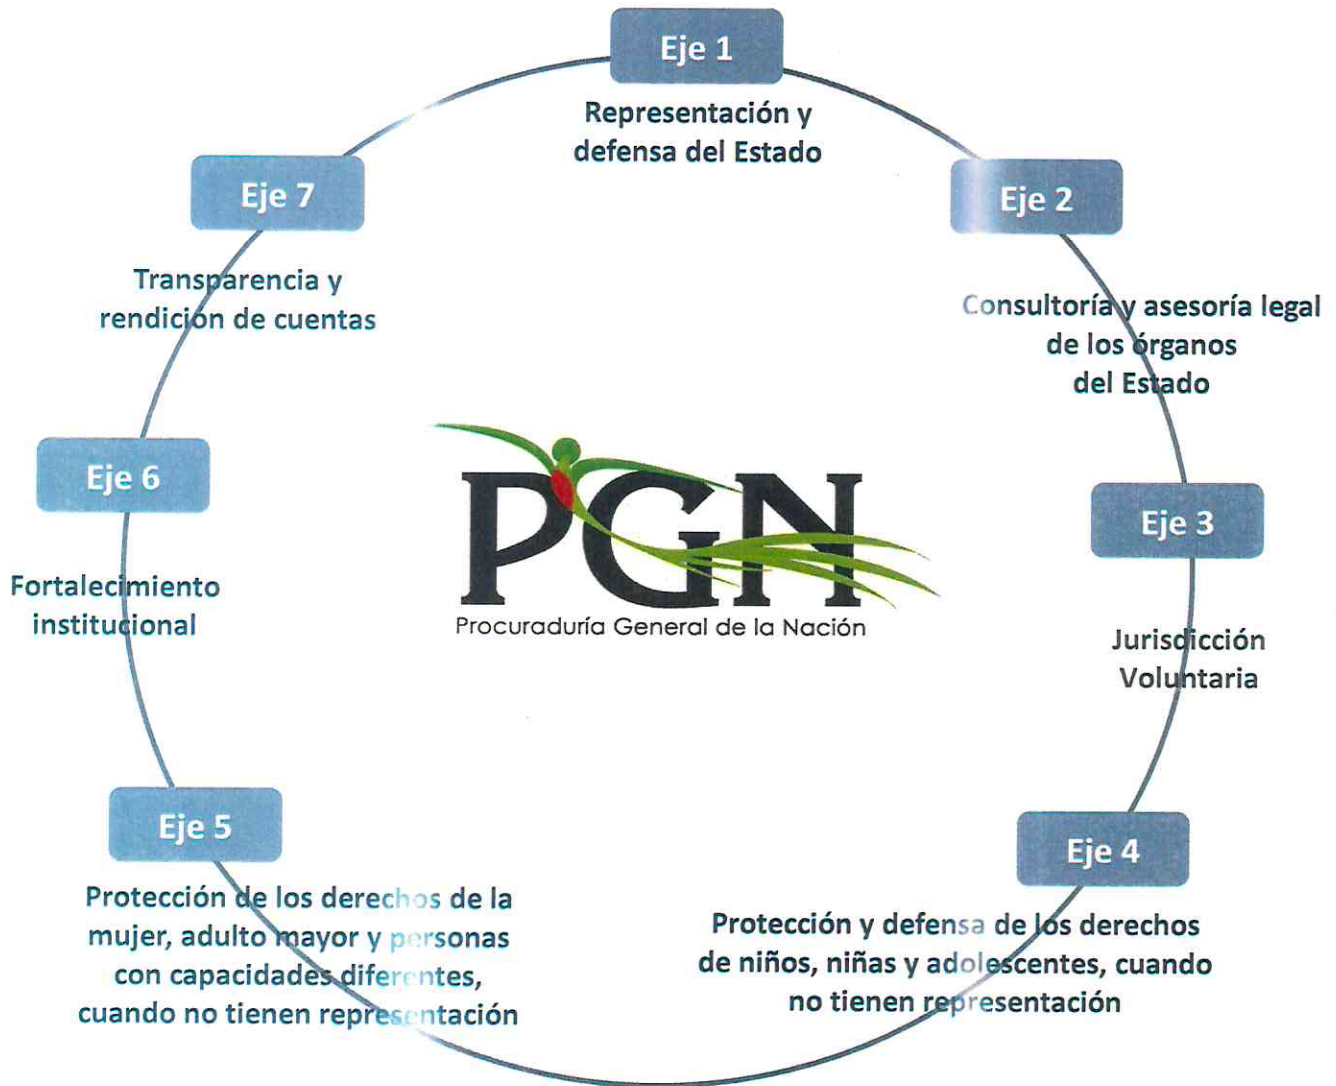 Eje 1
Representación y
defensa del Estado
Eje 2
Consultoría y asesoría legal
de los órganos
del Estado
Eje 3
Jurisdicción
Voluntaria
Eje 4
Protección y defensa de los derechos
de niños, niñas y adolescentes, cuando
no tienen representación
Eje 5
Protección de los derechos de la
mujer, adulto mayor y personas
con capacidades diferentes,
cuando no tienen representación
Eje 6
Fortalecimiento
institucional
Eje 7
Transparencia y
rendición de cuentas
PGN
Procuraduría General de la Nación